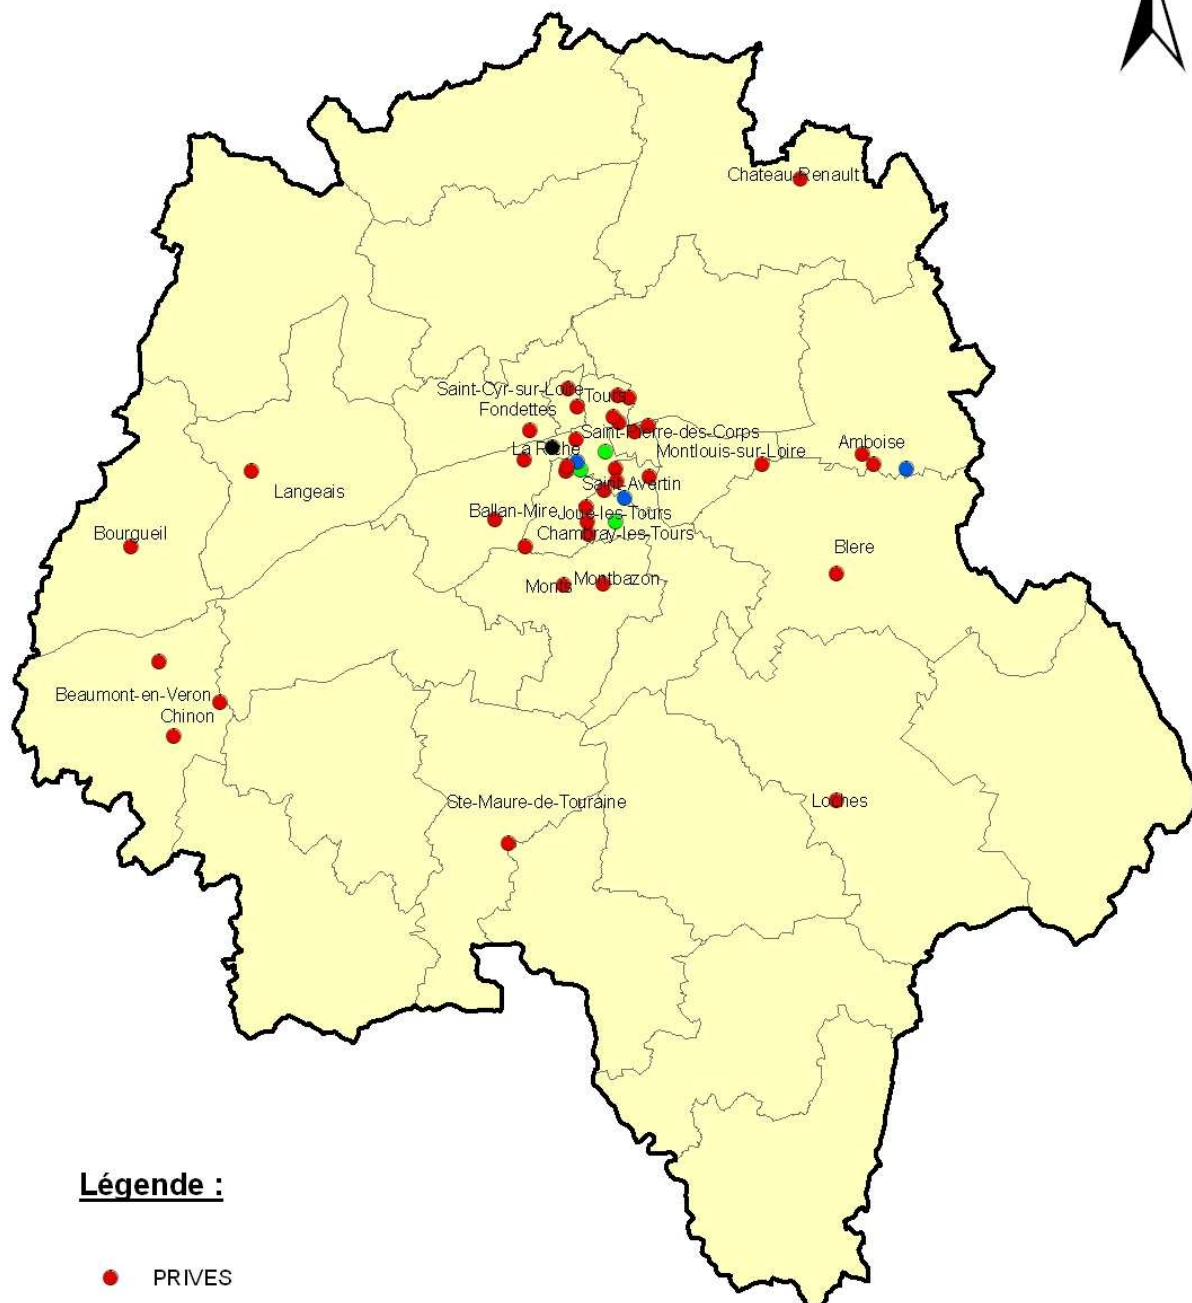 Chateau-Renault
Saint-Cyr-sur-Loire
Tours
Fondettes
Saint-Pierre-des-Corps
La Riche
Montlouis-sur-Loire
Amboise
Saint-Avertin
Langeais
Ballan-Mire
Joue-les-Tours
Bourgueil
Chambray-les-Tours
Blere
Monts
Montbazon
Beaumont-en-Veron
Chinon
Ste-Maure-de-Touraine
Loches
Légende :
PRIVES